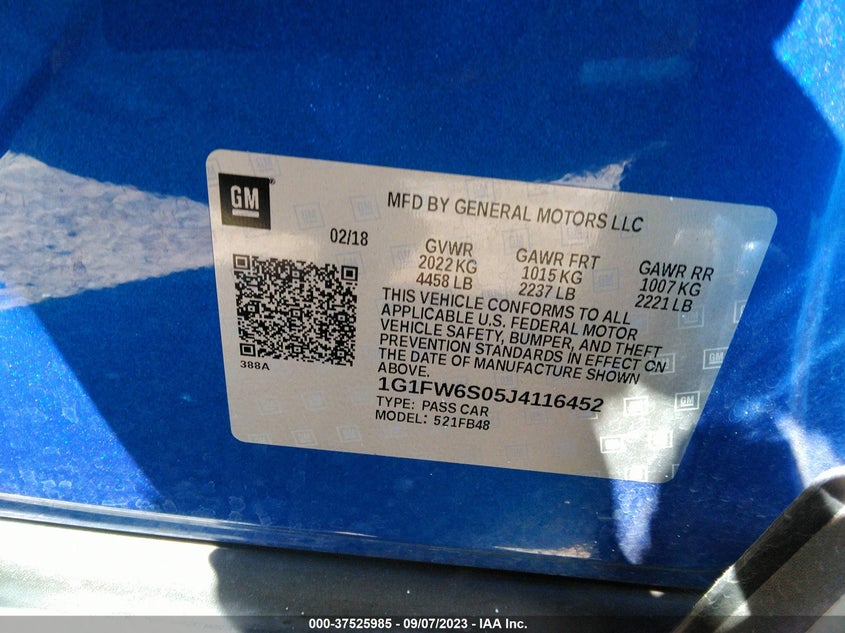 GM
MFD BY GENERAL MOTORS LLC
02/18
GVWR
2022 KG
4458 LB
GAWR FRT
1015 KG
2237 LB
GAWR RR
1007 KG
2221 LB
THIS VEHICLE CONFORMS TO ALL
APPLICABLE U.S. FEDERAL MOTOR
VEHICLE SAFETY, BUMPER, AND THEFT
PREVENTION STANDARDS IN EFFECT ON
THE DATE OF MANUFACTURE SHOWN
ABOVE.
388A
1G1FW6S05J4116452
TYPE: PASS CAR
MODEL: 521FB48
000-37525985 - 09/07/2023 - IAA Inc.